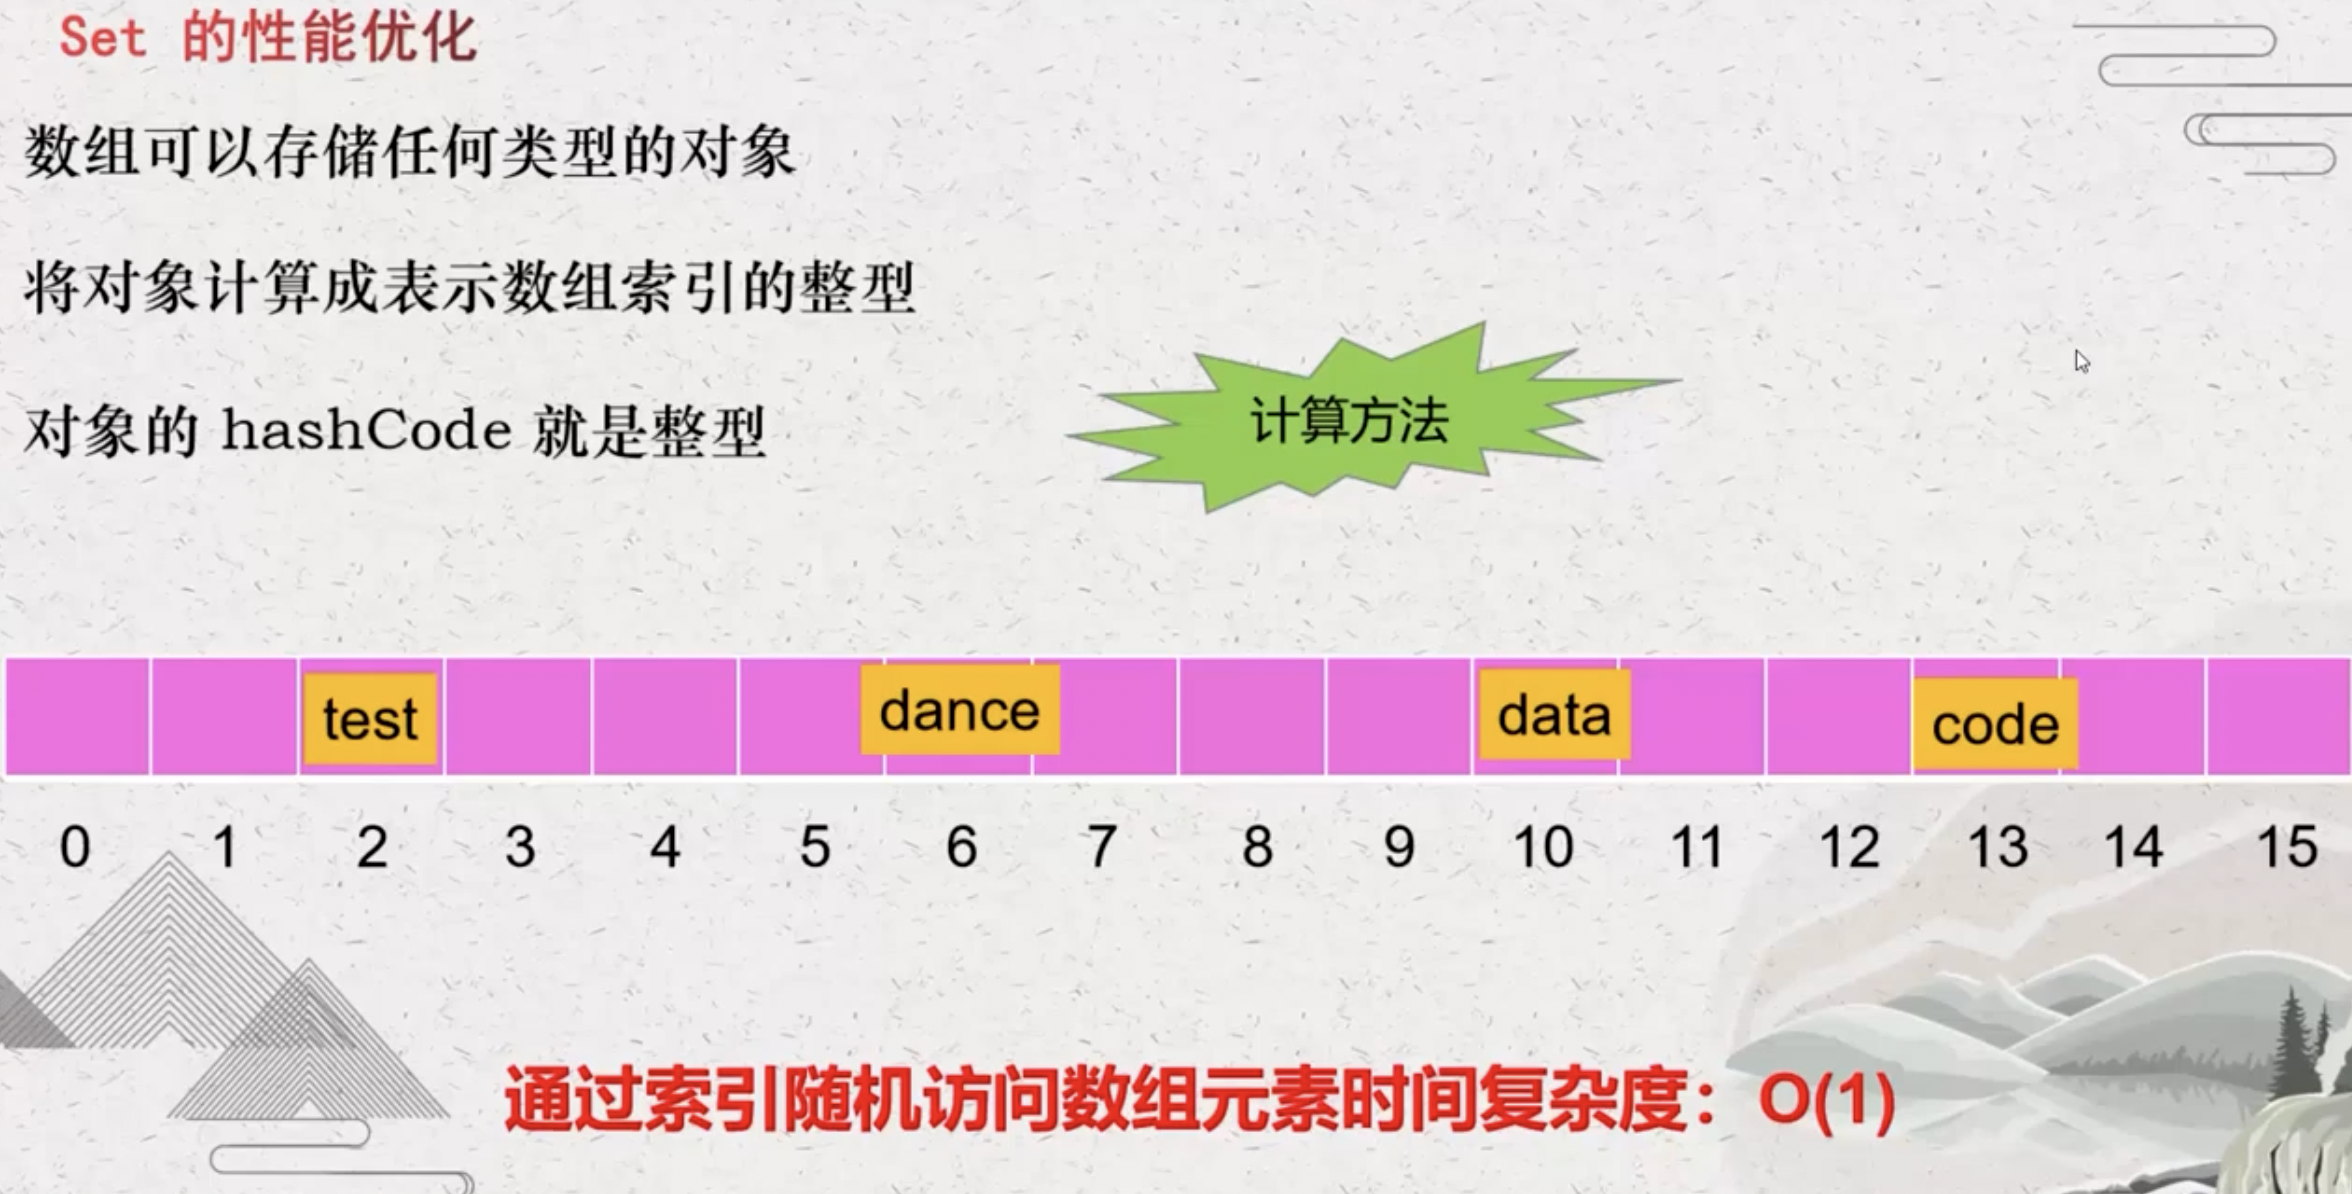 Set 的性能优化
数组可以存储任何类型的对象
将对象计算成表示数组索引的整型
对象的 hashCode 就是整型
计算方法
test dance data code
0 1 2 3 4 5 6 7 8 9 10 11 12 13 14 15
通过索引随机访问数组元素时间复杂度：O(1)